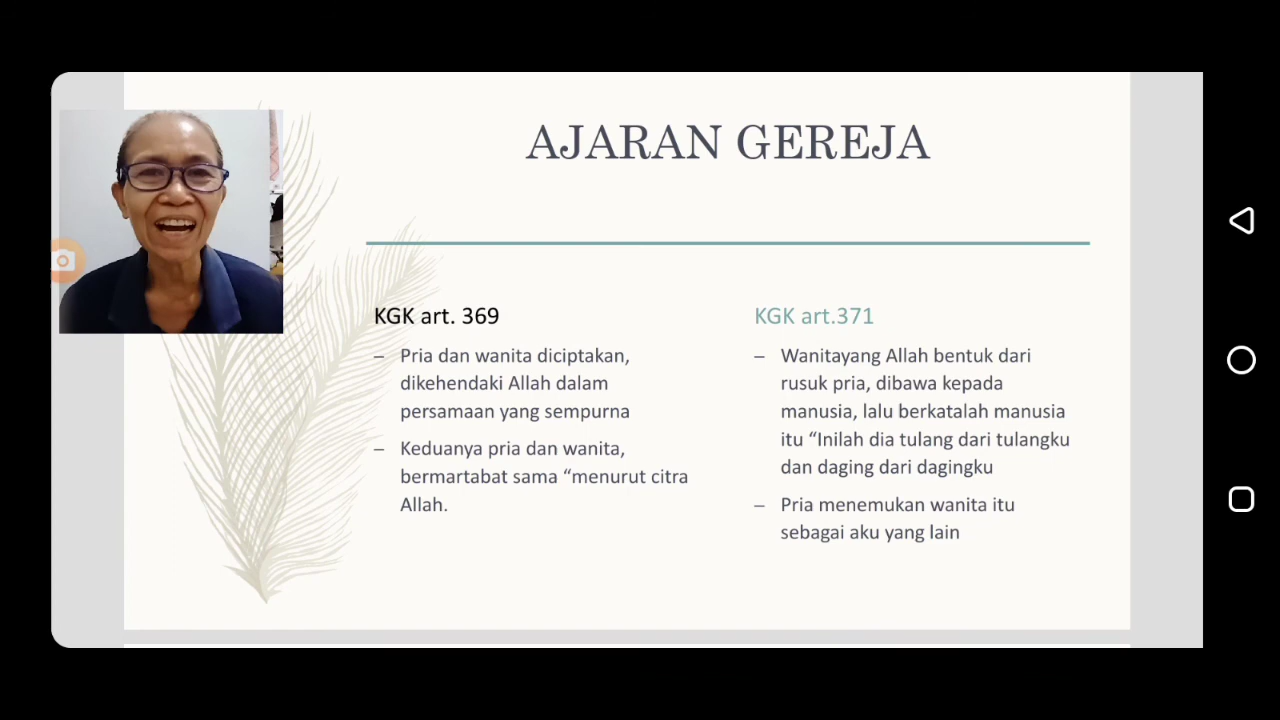 AJARAN GEREJA
KGK art. 369
– Pria dan wanita diciptakan,
dikehendaki Allah dalam
persamaan yang sempurna
– Keduanya pria dan wanita,
bermartabat sama “menurut citra
Allah.
KGK art.371
– Wanitayang Allah bentuk dari
rusuk pria, dibawa kepada
manusia, lalu berkatalah manusia
itu “Inilah dia tulang dari tulangku
dan daging dari dagingku
– Pria menemukan wanita itu
sebagai aku yang lain